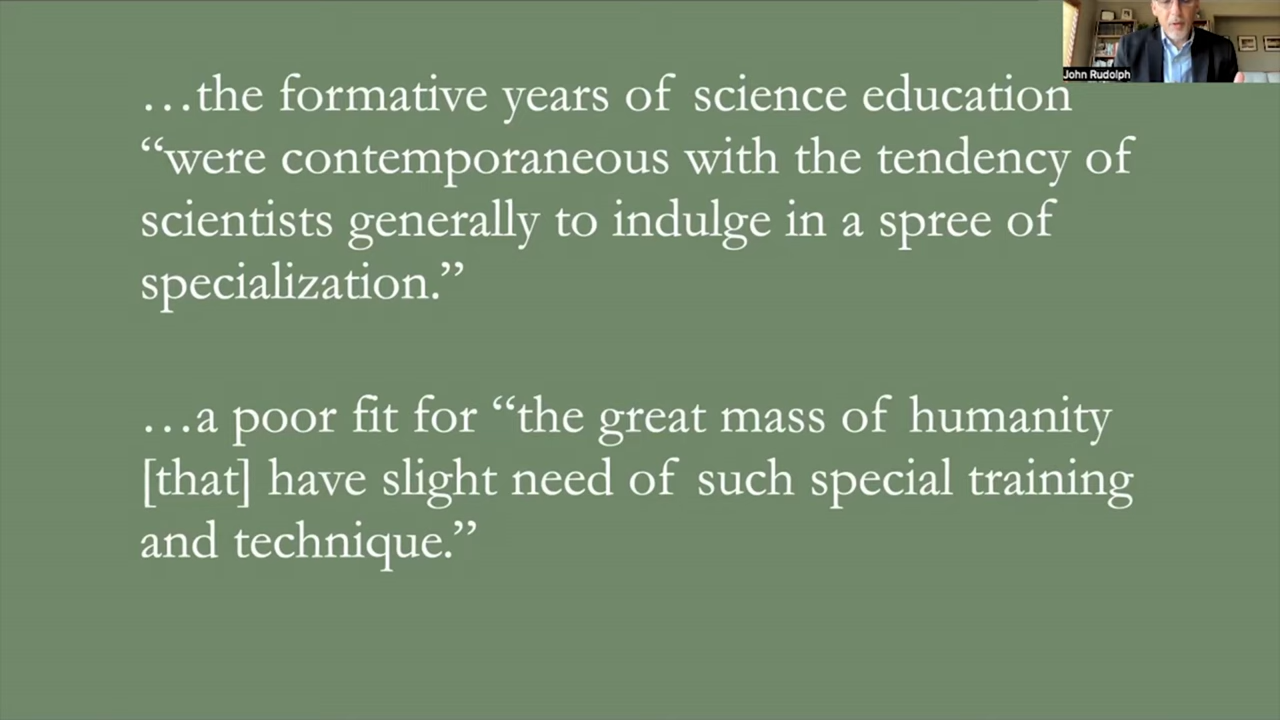 John Rudolph
…the formative years of science education
“were contemporaneous with the tendency of
scientists generally to indulge in a spree of
specialization.”
…a poor fit for “the great mass of humanity
[that] have slight need of such special training
and technique.”